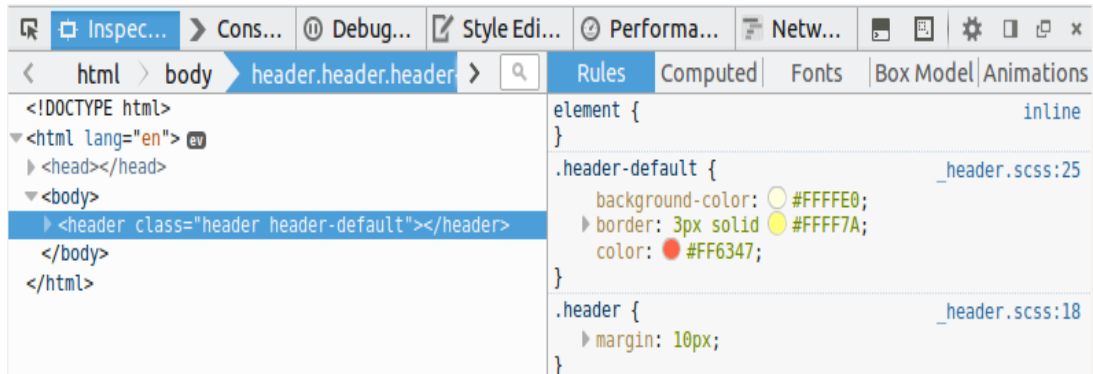 Inspec... Cons... Debug... Style Edi... Performa... Netw...
html body header.header.header-
Rules Computed Fonts Box Model Animations
<!DOCTYPE html>
<html lang="en"> ev
<head></head>
<body>
<header class="header header-default"></header>
</body>
</html>
element { inline
}
.header-default { _header.scss:25
background-color: #FFFFE0;
border: 3px solid #FFFF7A;
color: #FF6347;
}
.header { _header.scss:18
margin: 10px;
}